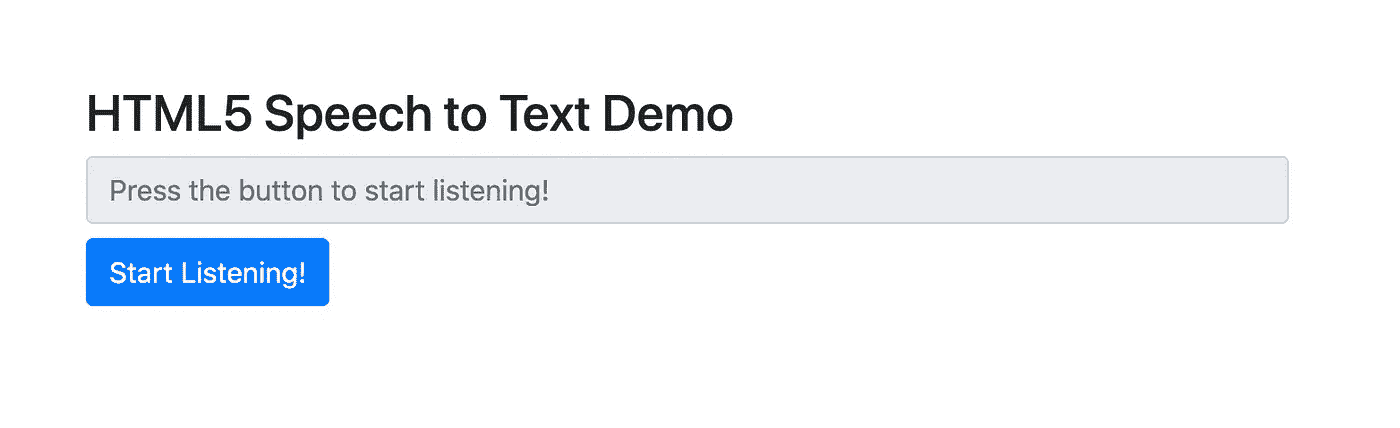 HTML5 Speech to Text Demo
Press the button to start listening!
Start Listening!